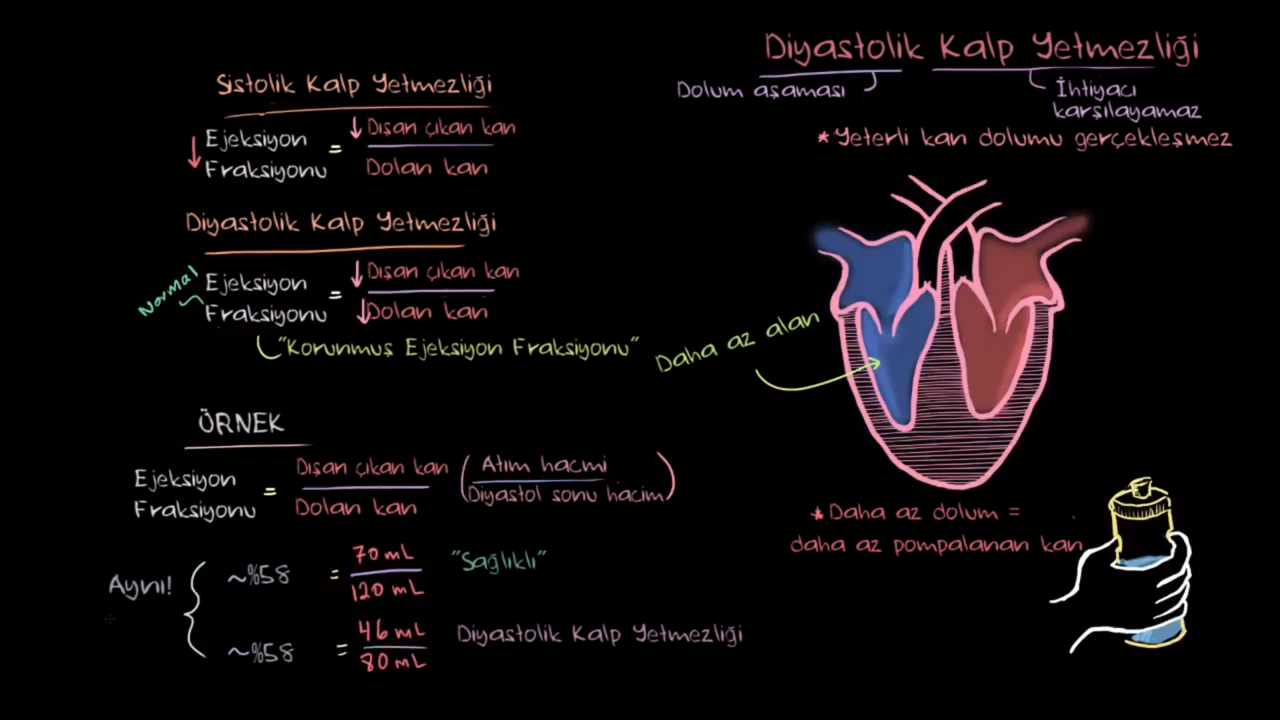 Sistolik Kalp Yetmezliği
↓ Ejeksiyon Fraksiyonu = ↓ Dışarı çıkan kan
Dolan kan
Diyastolik Kalp Yetmezliği
Normal
Ejeksiyon Fraksiyonu = ↓ Dışarı çıkan kan
↓ Dolan kan
"Korunmuş Ejeksiyon Fraksiyonu"
ÖRNEK
Ejeksiyon Fraksiyonu = Dışarı çıkan kan
Dolan kan
(Atım hacmi
Diyastol sonu hacim)
Aynı!
~%58 = 70 mL
120 mL
"Sağlıklı"
~%58 = 46 mL
80 mL
Diyastolik Kalp Yetmezliği
Diyastolik Kalp Yetmezliği
Dolum aşaması
İhtiyacı
karşılayamaz
*Yeterli kan dolumu gerçekleşmez
Daha az alan
*Daha az dolum =
daha az pompalanan kan